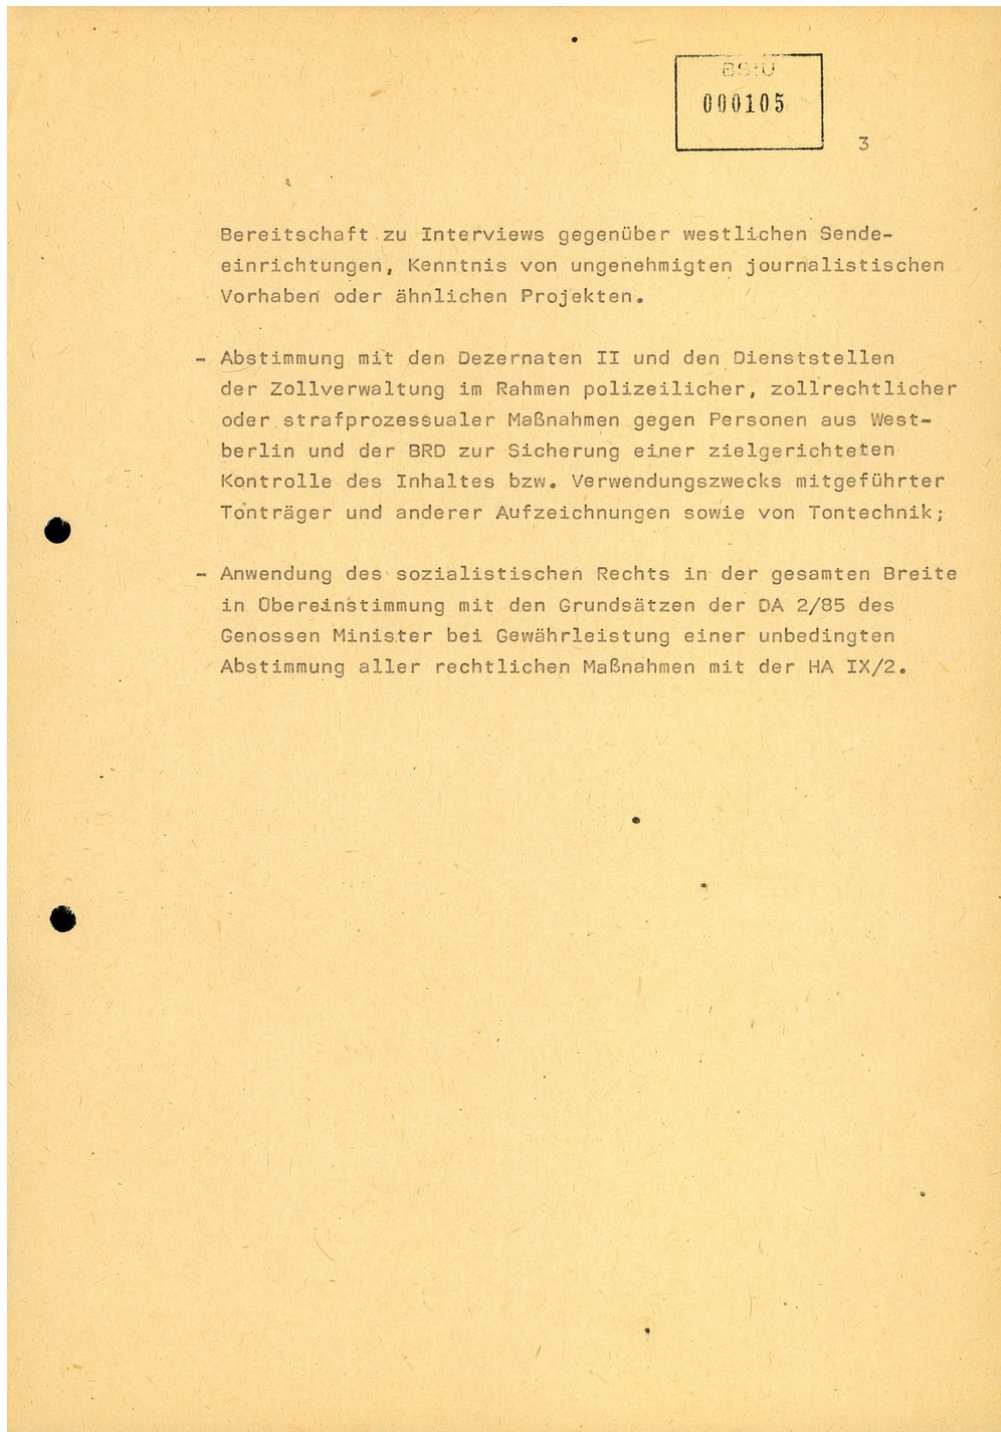 BStU
000105
3
Bereitschaft zu Interviews gegenüber westlichen Sende-
einrichtungen, Kenntnis von ungenehmigten journalistischen
Vorhaben oder ähnlichen Projekten.
- Abstimmung mit den Dezernaten II und den Dienststellen
der Zollverwaltung im Rahmen polizeilicher, zollrechtlicher
oder strafprozessualer Maßnahmen gegen Personen aus West-
berlin und der BRD zur Sicherung einer zielgerichteten
Kontrolle des Inhaltes bzw. Verwendungszwecks mitgeführter
Tonträger und anderer Aufzeichnungen sowie von Tontechnik;
- Anwendung des sozialistischen Rechts in der gesamten Breite
in Übereinstimmung mit den Grundsätzen der DA 2/85 des
Genossen Minister bei Gewährleistung einer unbedingten
Abstimmung aller rechtlichen Maßnahmen mit der HA IX/2.